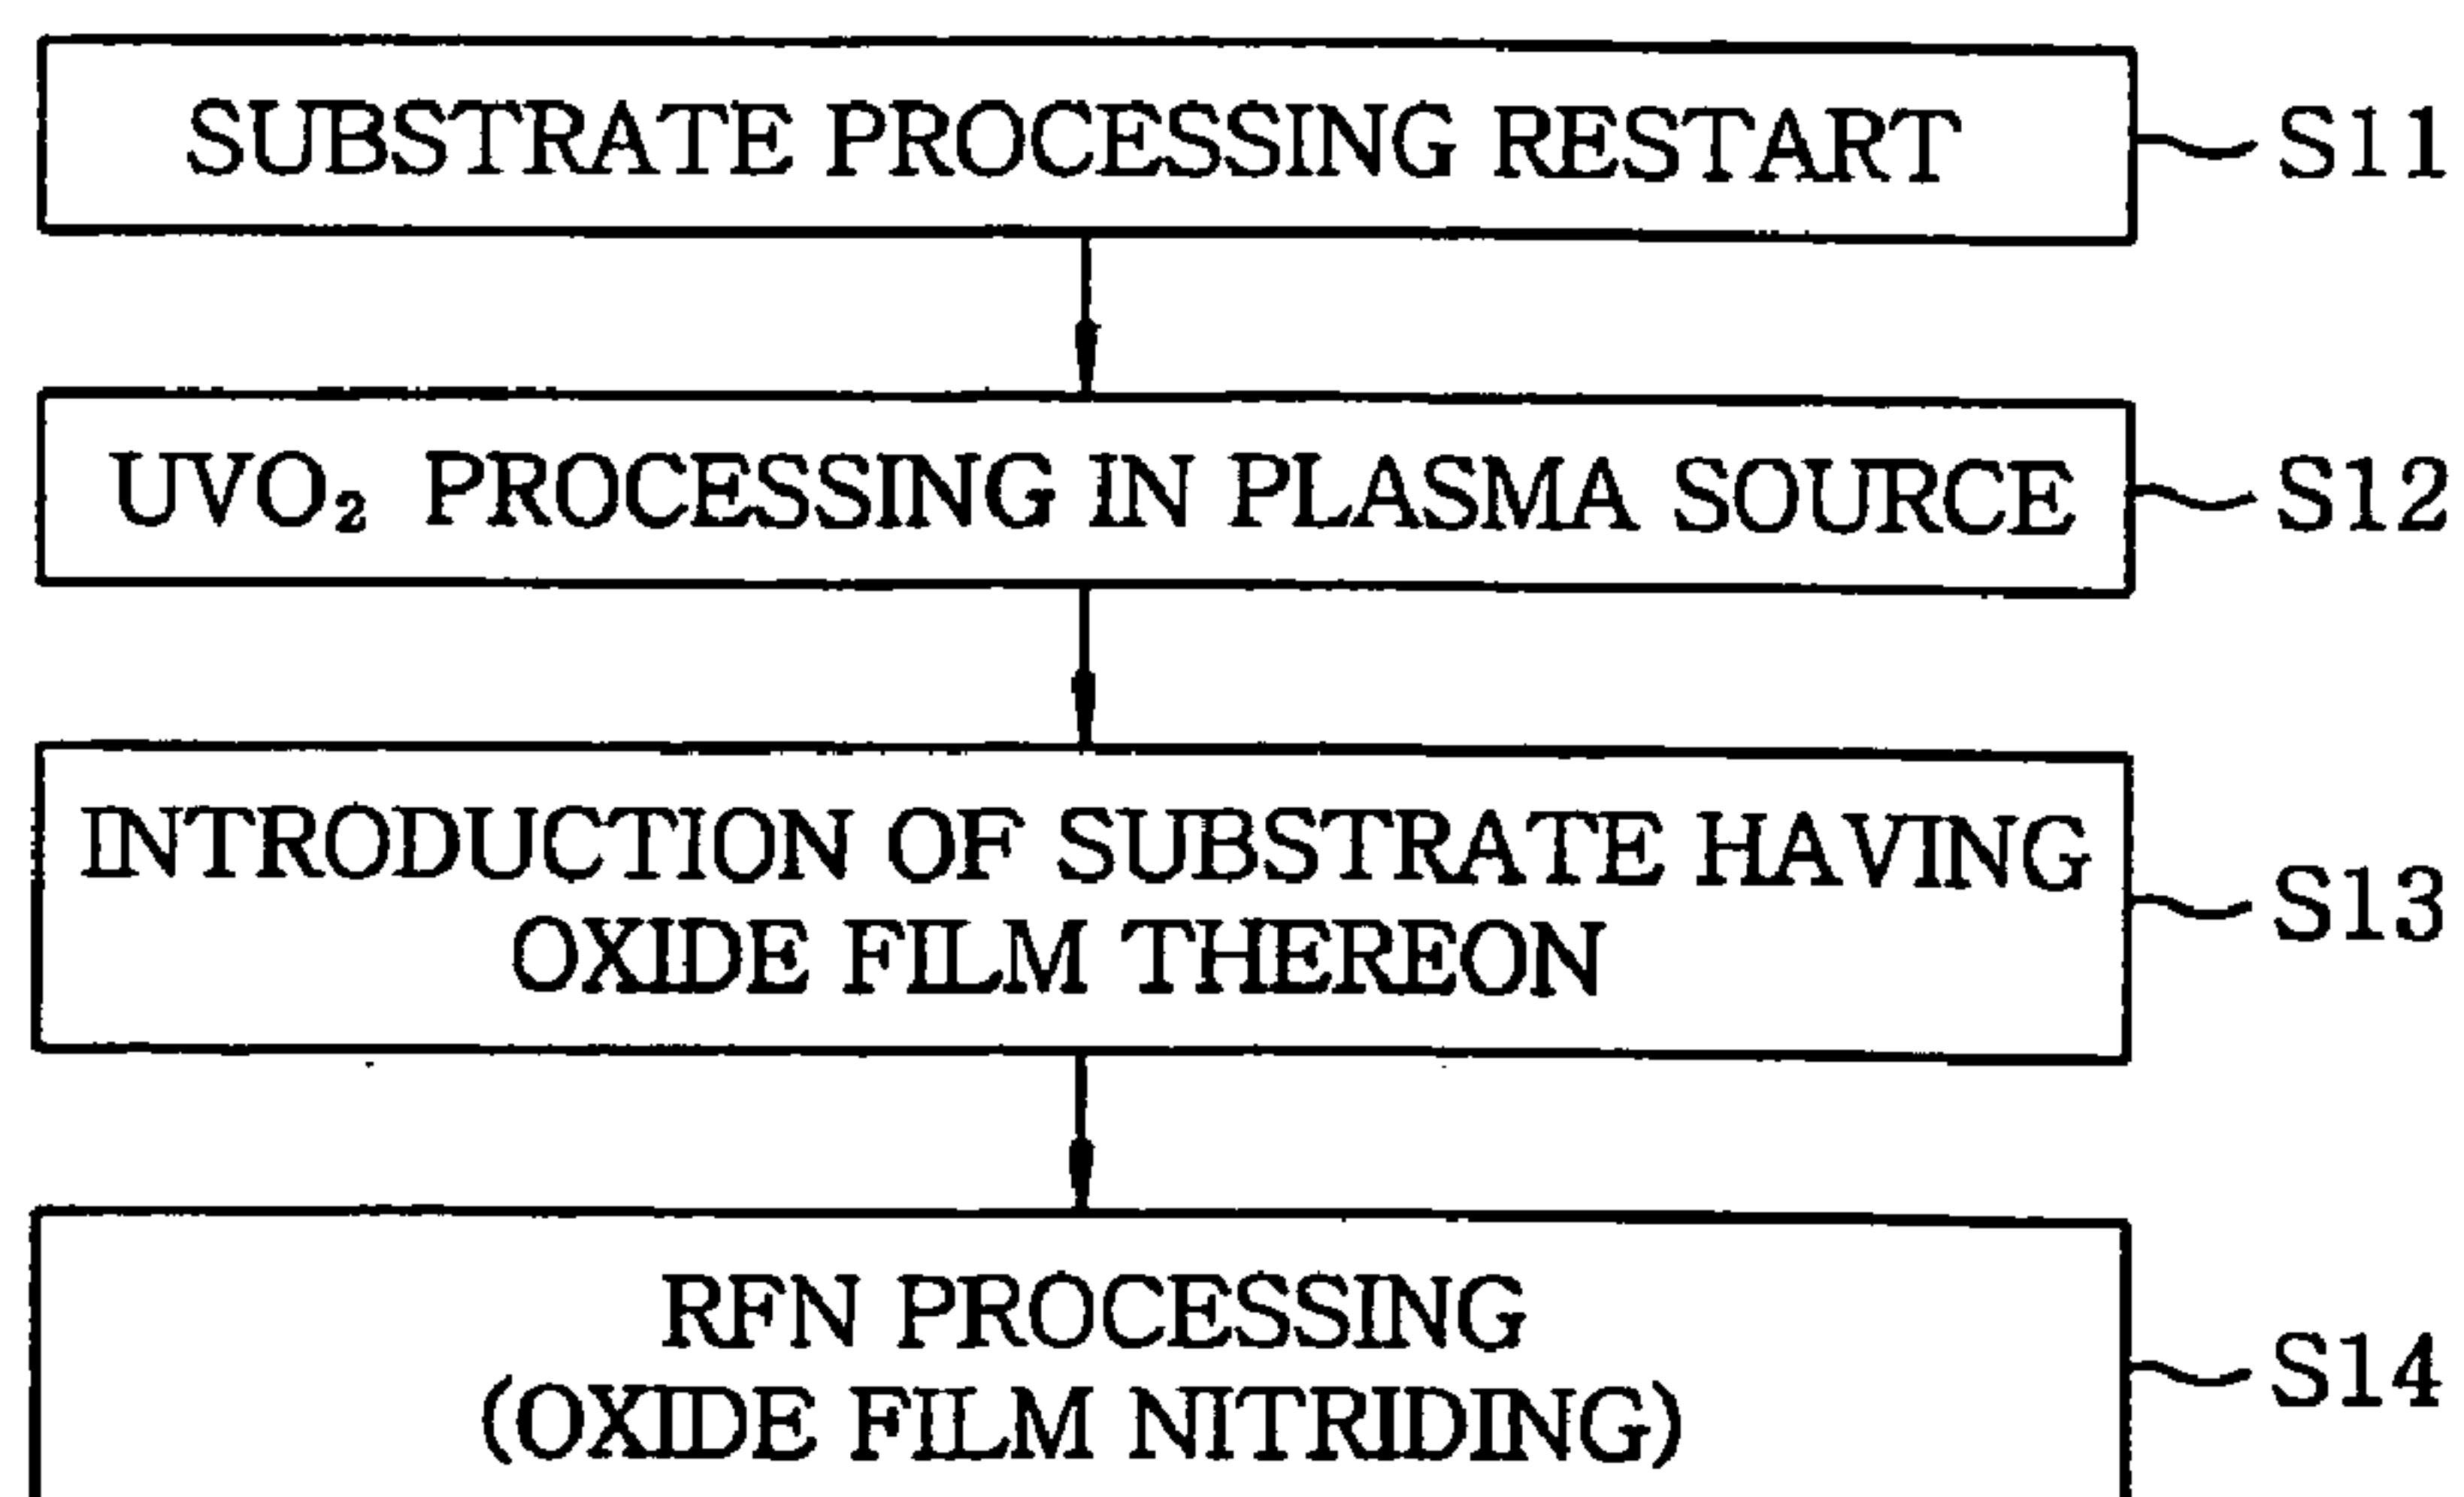 SUBSTRATE PROCESSING RESTART
S11
UVO₂ PROCESSING IN PLASMA SOURCE
S12
INTRODUCTION OF SUBSTRATE HAVING
OXIDE FILM THEREON
S13
RFN PROCESSING
(OXIDE FILM NITRIDING)
S14